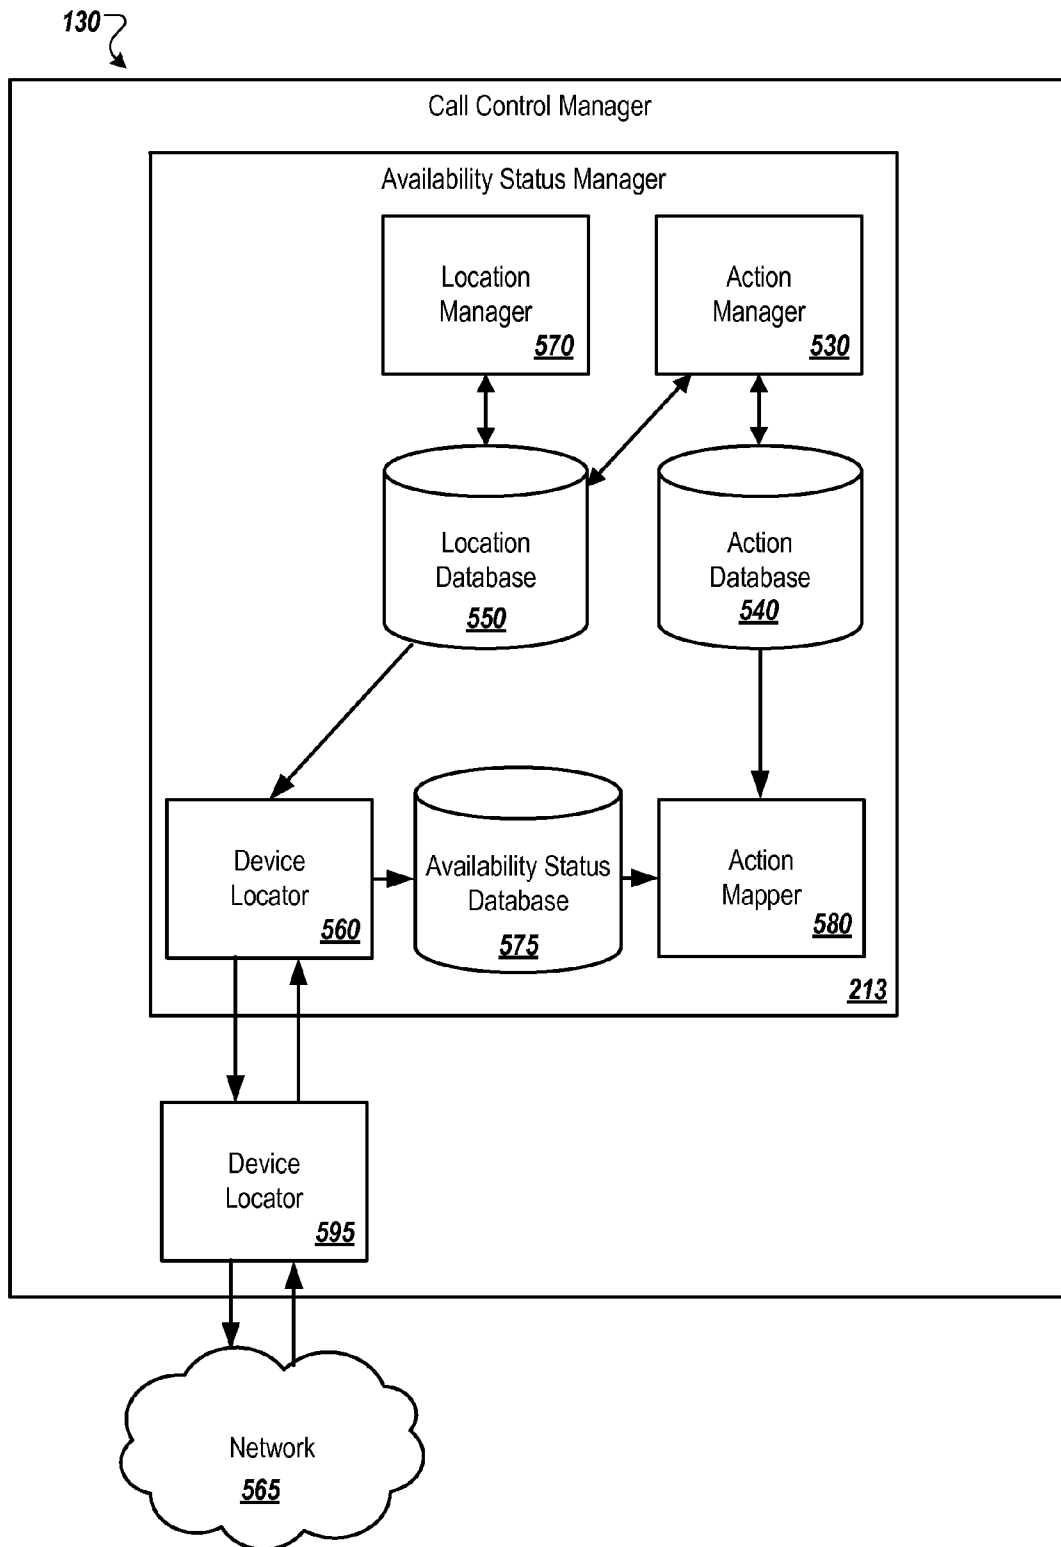 130
Call Control Manager
Availability Status Manager
Location
Manager
570
Action
Manager
530
Location
Database
550
Action
Database
540
Device
Locator
560
Availability Status
Database
575
Action
Mapper
580
213
Device
Locator
595
Network
565